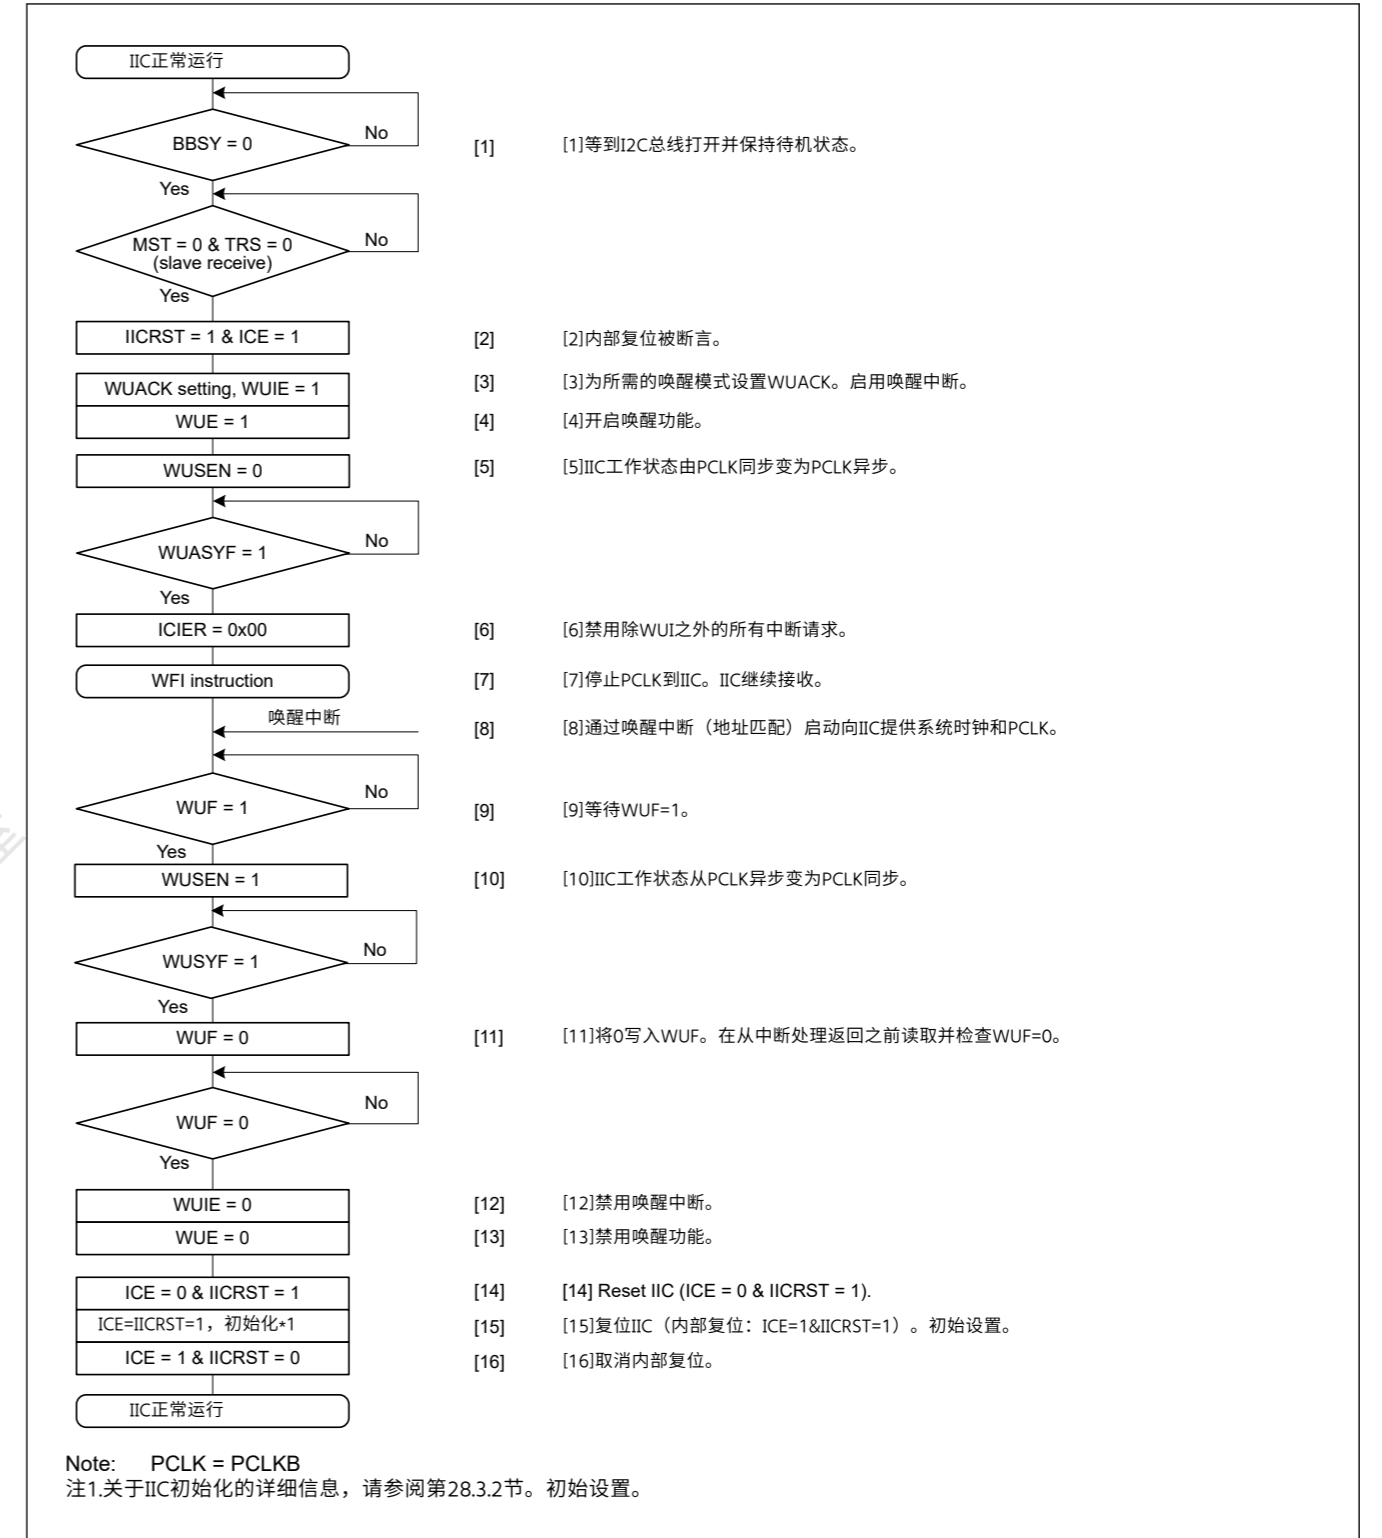 IIC正常运行
BBSY = 0
No
[1] [1]等到I2C总线打开并保持待机状态。
Yes
MST = 0 & TRS = 0
(slave receive)
No
Yes
IICRST = 1 & ICE = 1
[2] [2]内部复位被断言。
WUACK setting, WUIE = 1
[3] [3]为所需的唤醒模式设置WUACK。启用唤醒中断。
WUE = 1
[4] [4]开启唤醒功能。
WUSEN = 0
[5] [5]IIC工作状态由PCLK同步变为PCLK异步。
WUASYF = 1
No
Yes
ICIER = 0x00
[6] [6]禁用除WUI之外的所有中断请求。
WFI instruction
[7] [7]停止PCLK到IIC。IIC继续接收。
唤醒中断
[8] [8]通过唤醒中断（地址匹配）启动向IIC提供系统时钟和PCLK。
WUF = 1
No
[9] [9]等待WUF=1。
Yes
WUSEN = 1
[10] [10]IIC工作状态从PCLK异步变为PCLK同步。
WUSYF = 1
No
Yes
WUF = 0
[11] [11]将0写入WUF。在从中断处理返回之前读取并检查WUF=0。
WUF = 0
No
Yes
WUIE = 0
[12] [12]禁用唤醒中断。
WUE = 0
[13] [13]禁用唤醒功能。
ICE = 0 & IICRST = 1
[14] [14] Reset IIC (ICE = 0 & IICRST = 1).
ICE=IICRST=1，初始化*1
[15] [15]复位IIC（内部复位：ICE=1&IICRST=1）。初始设置。
ICE = 1 & IICRST = 0
[16] [16]取消内部复位。
IIC正常运行
Note: PCLK = PCLKB
注1.关于IIC初始化的详细信息，请参阅第28.3.2节。初始设置。